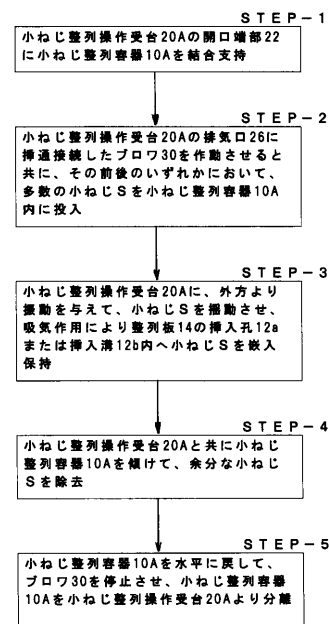 STEP-1
小ねじ整列操作受台20Aの開口端部22
に小ねじ整列容器10Aを結合支持
STEP-2
小ねじ整列操作受台20Aの排気口26に
挿通接続したブロワ30を作動させると
共に、その前後のいずれかにおいて、
多数の小ねじSを小ねじ整列容器10A
内に投入
STEP-3
小ねじ整列操作受台20Aに、外方より
振動を与えて、小ねじSを揺動させ、
吸気作用により整列板14の挿入孔12a
または挿入溝12b内へ小ねじSを嵌入
保持
STEP-4
小ねじ整列操作受台20Aと共に小ねじ
整列容器10Aを傾けて、余分な小ねじ
Sを除去
STEP-5
小ねじ整列容器10Aを水平に戻して、
ブロワ30を停止させ、小ねじ整列容器
10Aを小ねじ整列操作受台20Aより分離